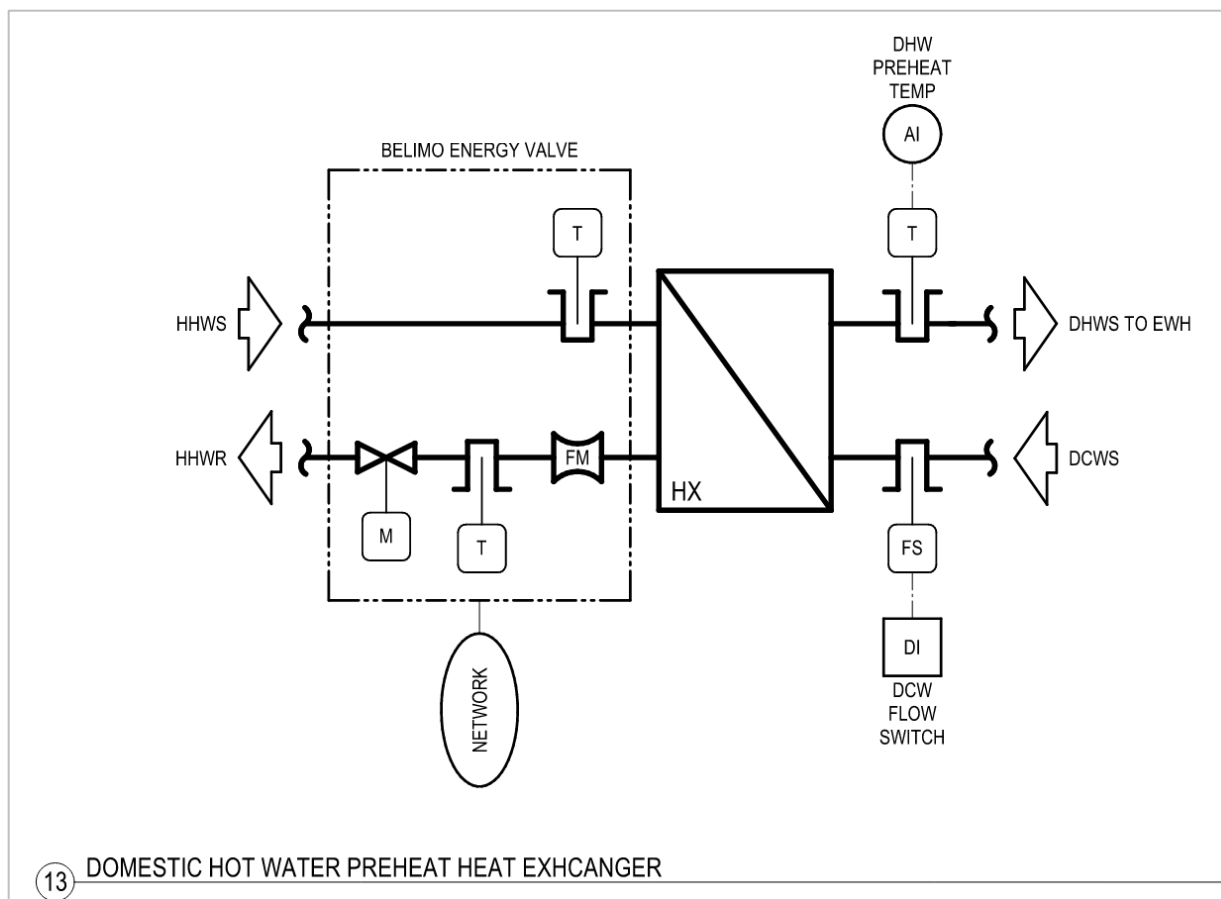 DHW
PREHEAT
TEMP
AI
BELIMO ENERGY VALVE
T
T
HHWS
DHWS TO EWH
HHWR
FM
HX
DCWS
M
T
FS
NETWORK
DI
DCW
FLOW
SWITCH
13 DOMESTIC HOT WATER PREHEAT HEAT EXHCANGER